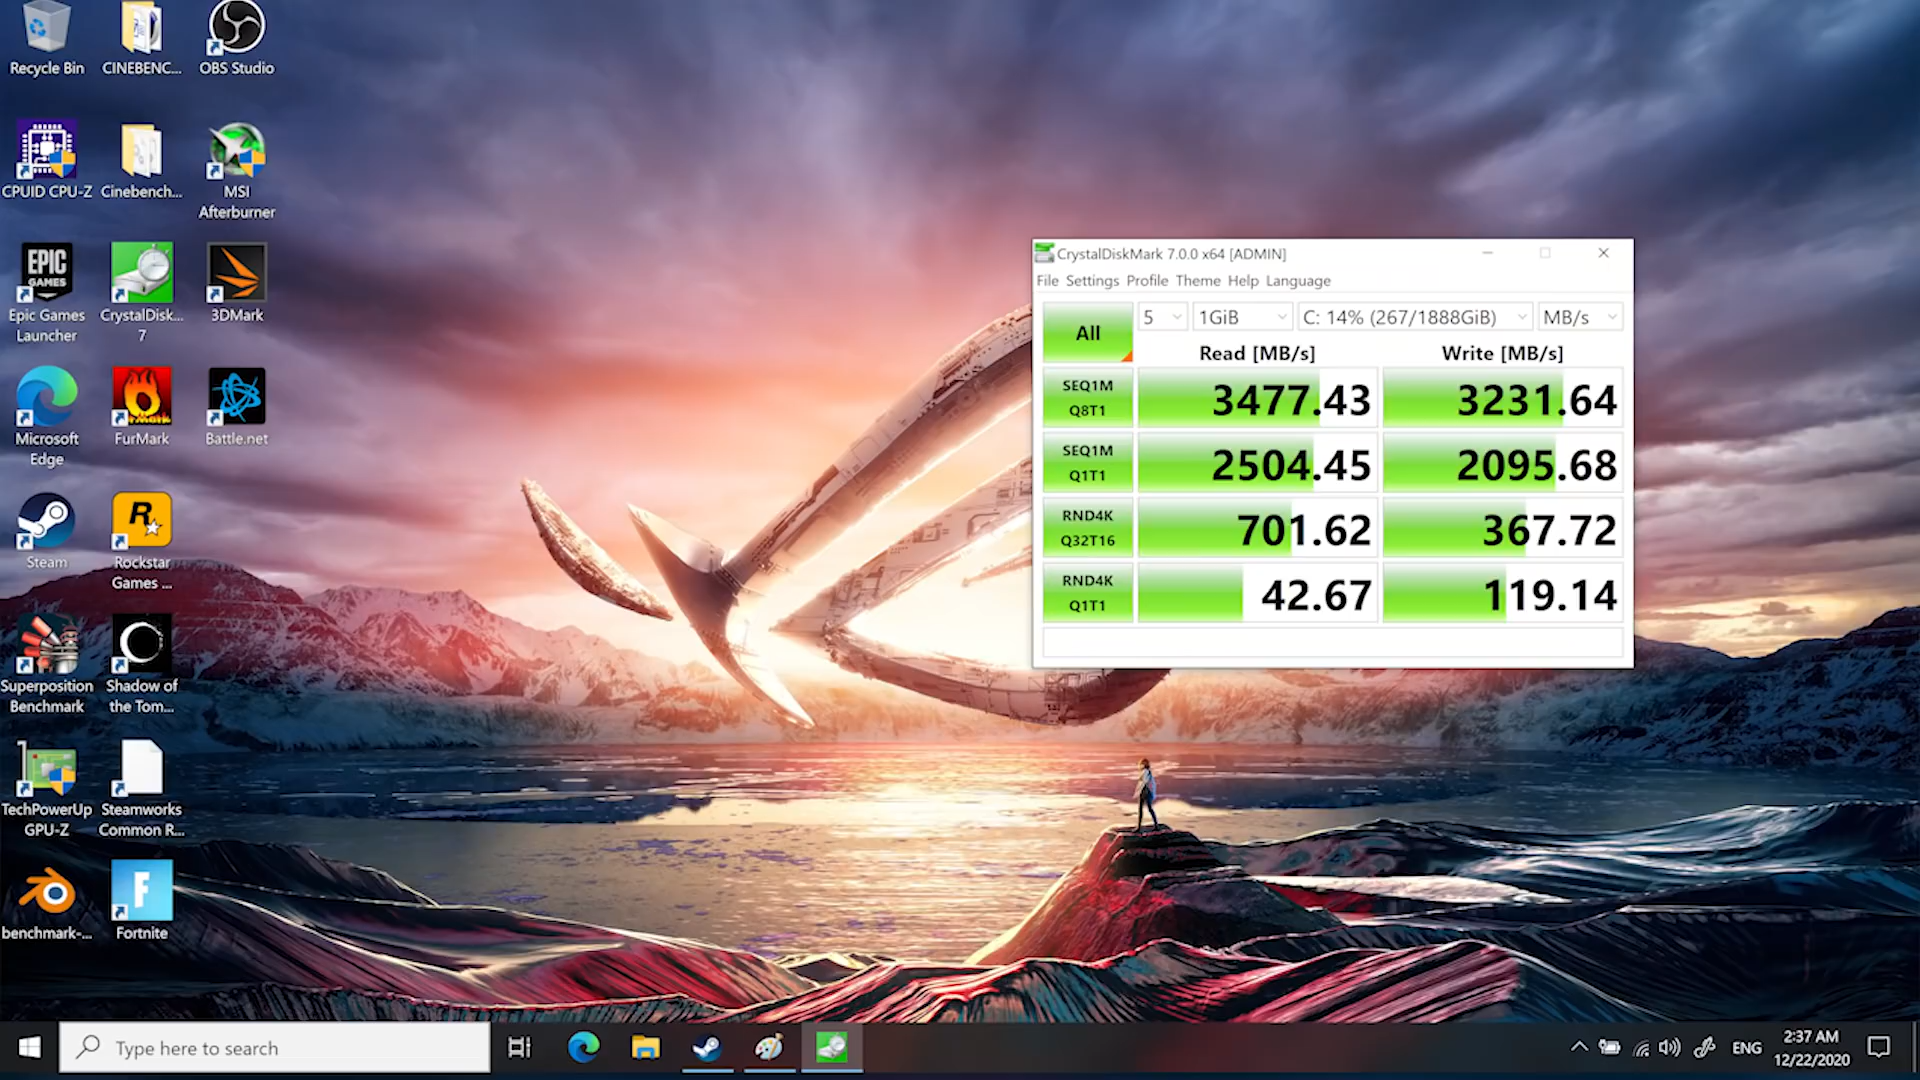 Recycle Bin
CINEBENC...
OBS Studio
CPUID CPU-Z
Cinebench...
MSI
Afterburner
EPIC
GAMES
Epic Games
Launcher
CrystalDisk...
7
3DMark
Microsoft
Edge
FurMark
Battle.net
Steam
R
Rockstar
Games ...
Superposition
Benchmark
Shadow of
the Tom...
TechPowerUp
GPU-Z
Steamworks
Common R...
benchmark-...
F
Fortnite
CrystalDiskMark 7.0.0 x64 [ADMIN]
File Settings Profile Theme Help Language
All
5 1GiB C: 14% (267/1888GiB) MB/s
Read [MB/s] Write [MB/s]
SEQ1M
Q8T1
3477.43 3231.64
SEQ1M
Q1T1
2504.45 2095.68
RND4K
Q32T16
701.62 367.72
RND4K
Q1T1
42.67 119.14
Type here to search
ENG
2:37 AM
12/22/2020